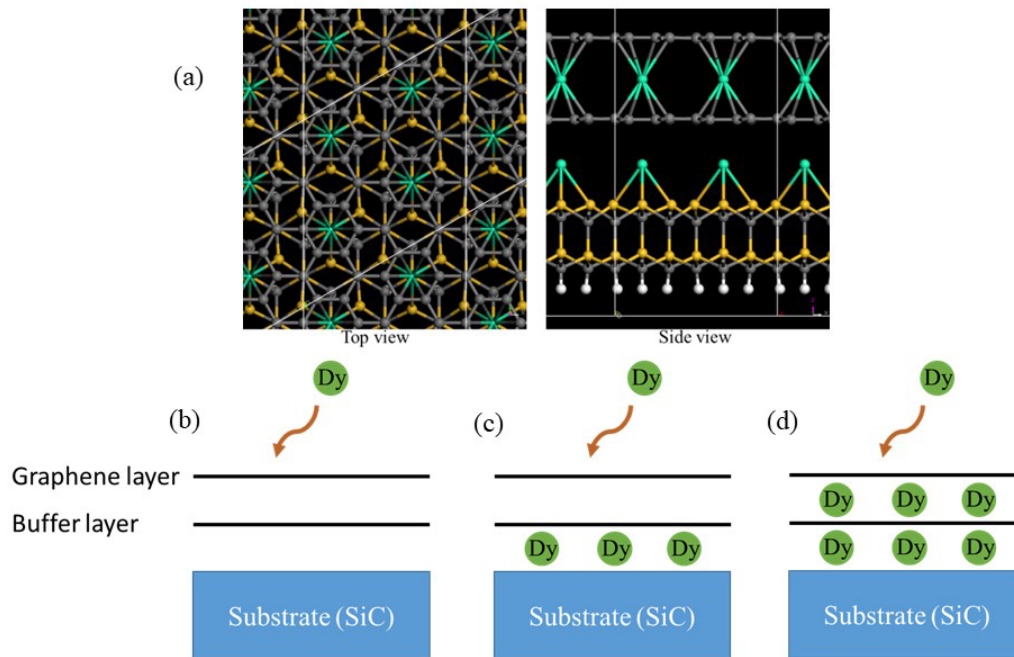 (a)
Top view
Side view
Dy
Dy
Dy
(b)
(c)
(d)
Graphene layer
Dy Dy Dy
Buffer layer
Dy Dy Dy
Dy Dy Dy
Substrate (SiC)
Substrate (SiC)
Substrate (SiC)